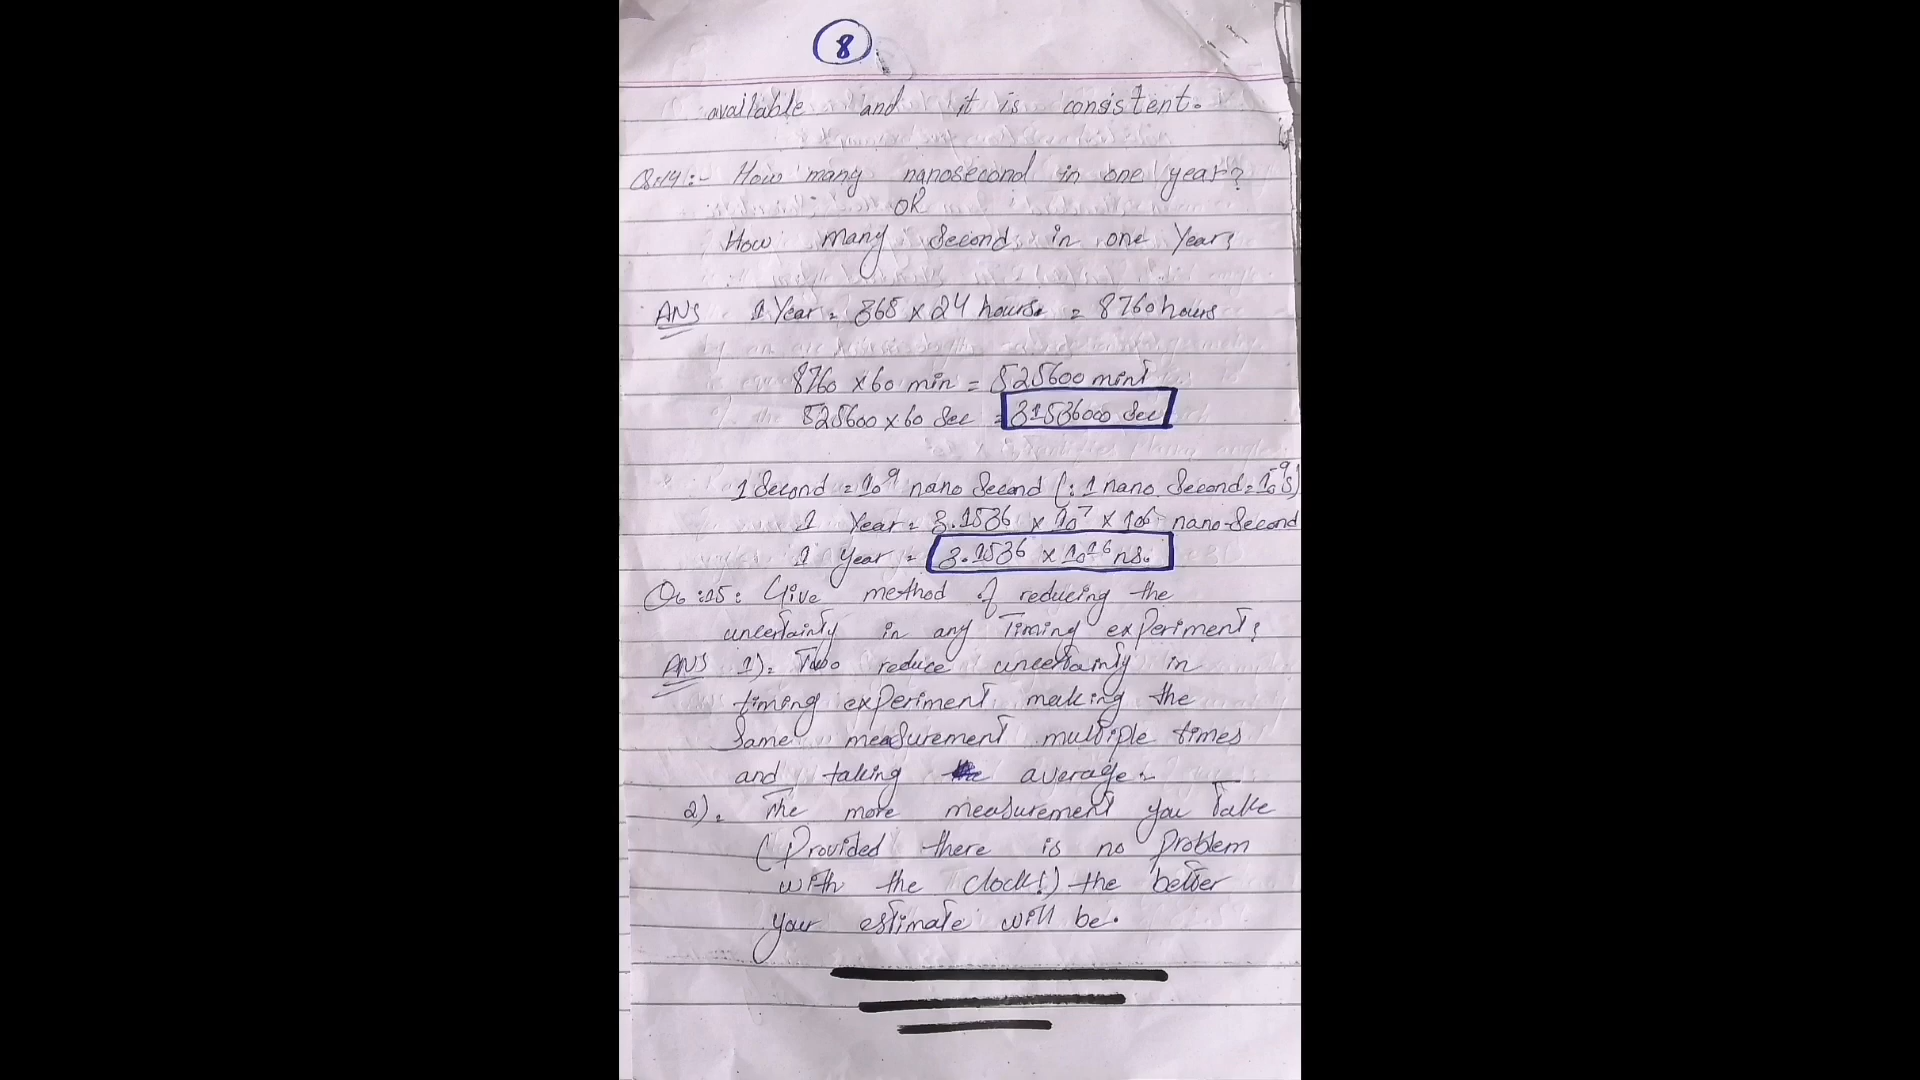 8
available and it is consistent.
Q:14:- How many nanosecond in one year?
OR
How many Second in one Year?
ANS 1 Year = 365 x 24 hours = 8760 hours
8760 x 60 min = 525600 mint
525600 x 60 Sec = 31536000 Sec
1 Second = 10⁹ nano Second (: 1 nano Second = 10⁻⁹s)
1 Year = 3.1536 x 10⁷ x 10⁶ nano-Second
1 Year = 3.1536 x 10¹⁶ ns.
Q :15: Give method of reducing the
uncertainty in any Timing experiment?
ANS 1). Two reduce uncertainty in
timing experiment making the
Same measurement multiple times
and taking the average.
2). The more measurement you Take
(Provided there is no Problem
with the clock!) the better
your estimate will be.